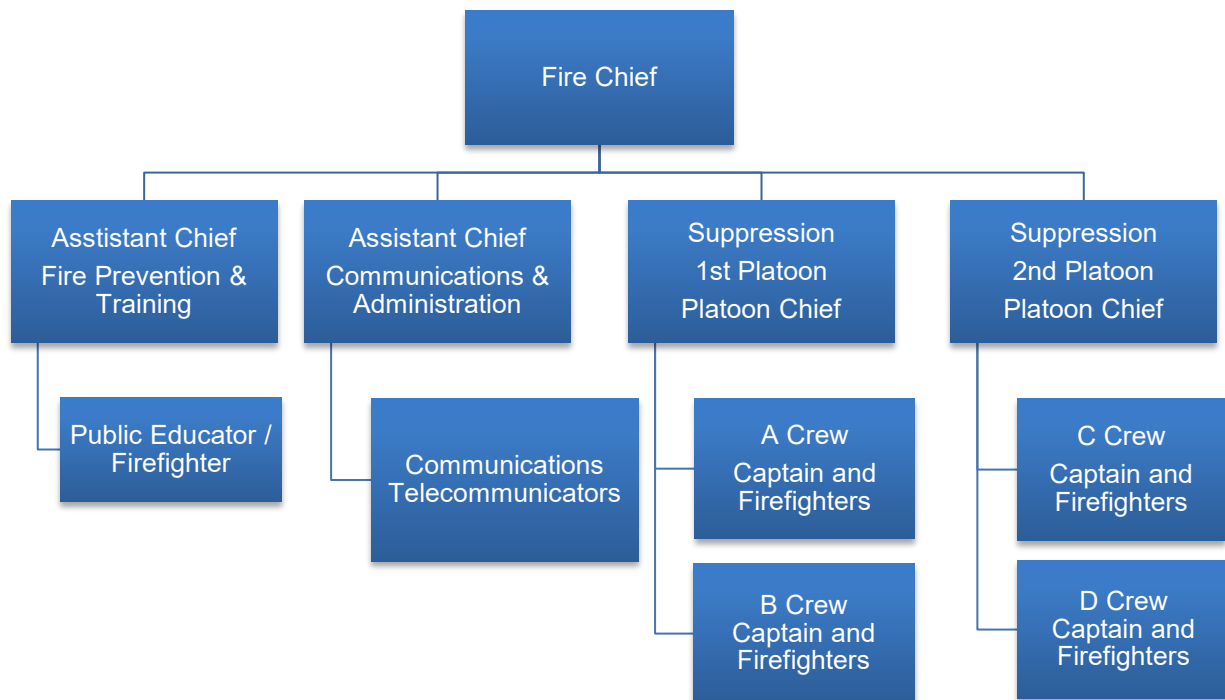 Fire Chief
Asstistant Chief
Fire Prevention &
Training
Assistant Chief
Communications &
Administration
Suppression
1st Platoon
Platoon Chief
Suppression
2nd Platoon
Platoon Chief
Public Educator /
Firefighter
Communications
Telecommunicators
A Crew
Captain and
Firefighters
B Crew
Captain and
Firefighters
C Crew
Captain and
Firefighters
D Crew
Captain and
Firefighters